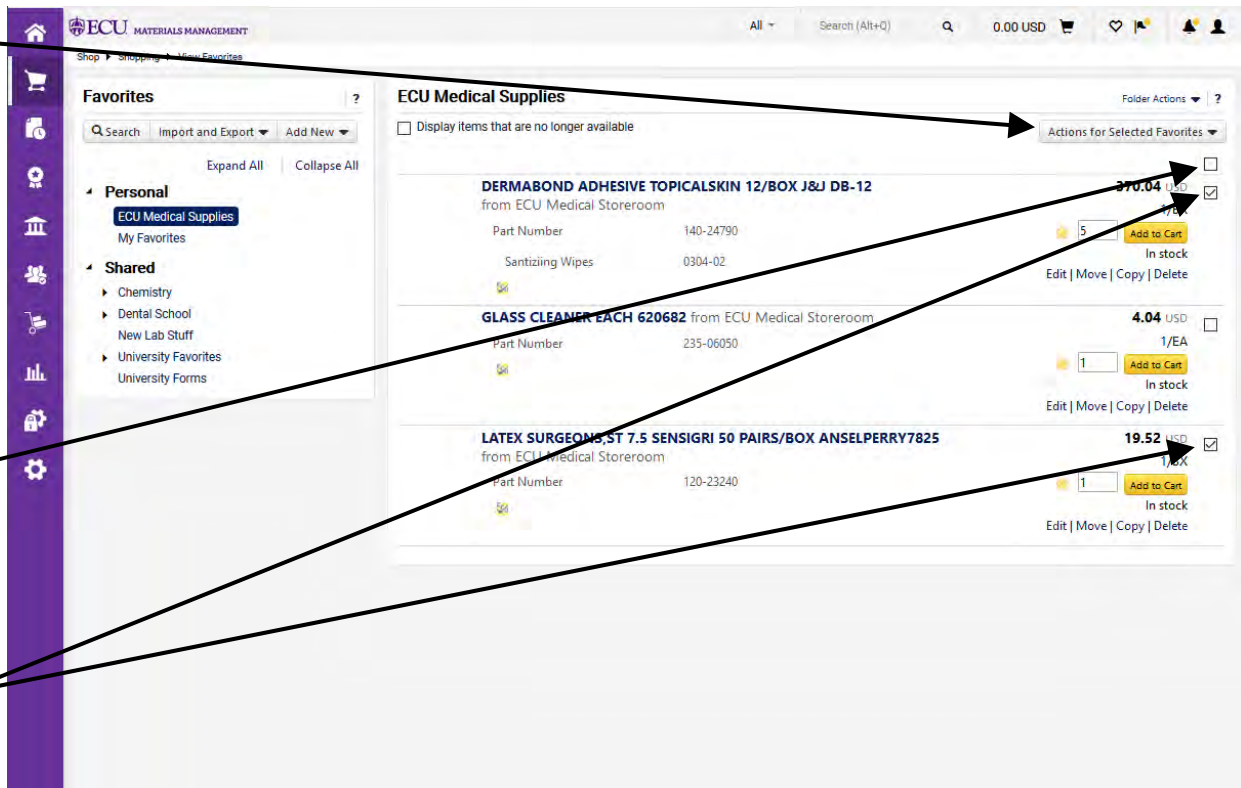 ECU MATERIALS MANAGEMENT
All
Search (Alt+Q)
0.00 USD
Shop Shopping View Favorites
Favorites
?
Search
Import and Export
Add New
Expand All
Collapse All
Personal
ECU Medical Supplies
My Favorites
Shared
Chemistry
Dental School
New Lab Stuff
University Favorites
University Forms
ECU Medical Supplies
Folder Actions
?
Display items that are no longer available
Actions for Selected Favorites
DERMABOND ADHESIVE TOPICALSKIN 12/BOX J&J DB-12
370.04 USD
from ECU Medical Storeroom
1/BX
Part Number
140-24790
5
Add to Cart
In stock
Santiziing Wipes
0304-02
Edit | Move | Copy | Delete
GLASS CLEANER EACH 620682 from ECU Medical Storeroom
4.04 USD
1/EA
Part Number
235-06050
1
Add to Cart
In stock
Edit | Move | Copy | Delete
LATEX SURGEONS,ST 7.5 SENSIGRI 50 PAIRS/BOX ANSELPERRY7825
19.52 USD
from ECU Medical Storeroom
1/BX
Part Number
120-23240
1
Add to Cart
In stock
Edit | Move | Copy | Delete